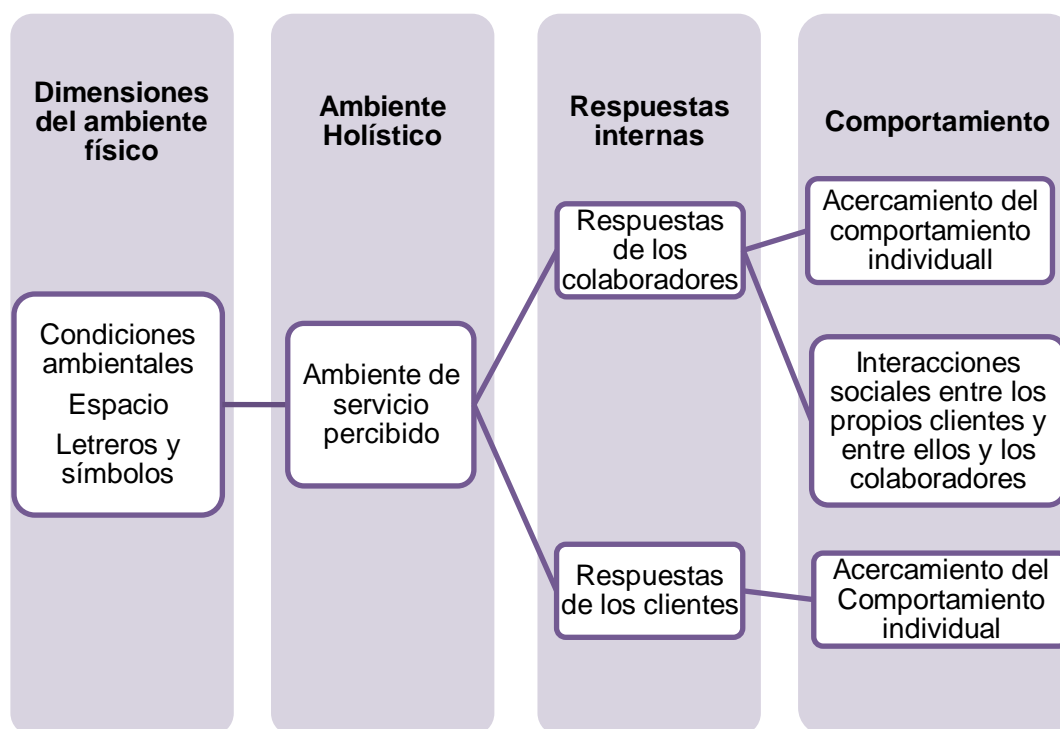 Dimensiones
del ambiente
físico
Condiciones
ambientales
Espacio
Letreros y
símbolos
Ambiente
Holístico
Ambiente de
servicio
percibido
Respuestas
internas
Respuestas
de los
colaboradores
Respuestas
de los clientes
Comportamiento
Acercamiento del
comportamiento
individuall
Interacciones
sociales entre los
propios clientes y
entre ellos y los
colaboradores
Acercamiento del
Comportamiento
individual